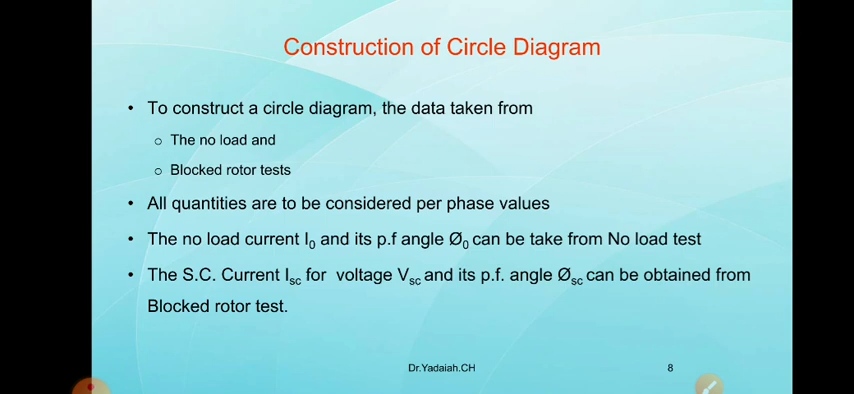 Construction of Circle Diagram
• To construct a circle diagram, the data taken from
o The no load and
o Blocked rotor tests
• All quantities are to be considered per phase values
• The no load current I₀ and its p.f angle Ø₀ can be take from No load test
• The S.C. Current Isc for voltage Vsc and its p.f. angle Øsc can be obtained from
Blocked rotor test.
Dr.Yadaiah.CH 8